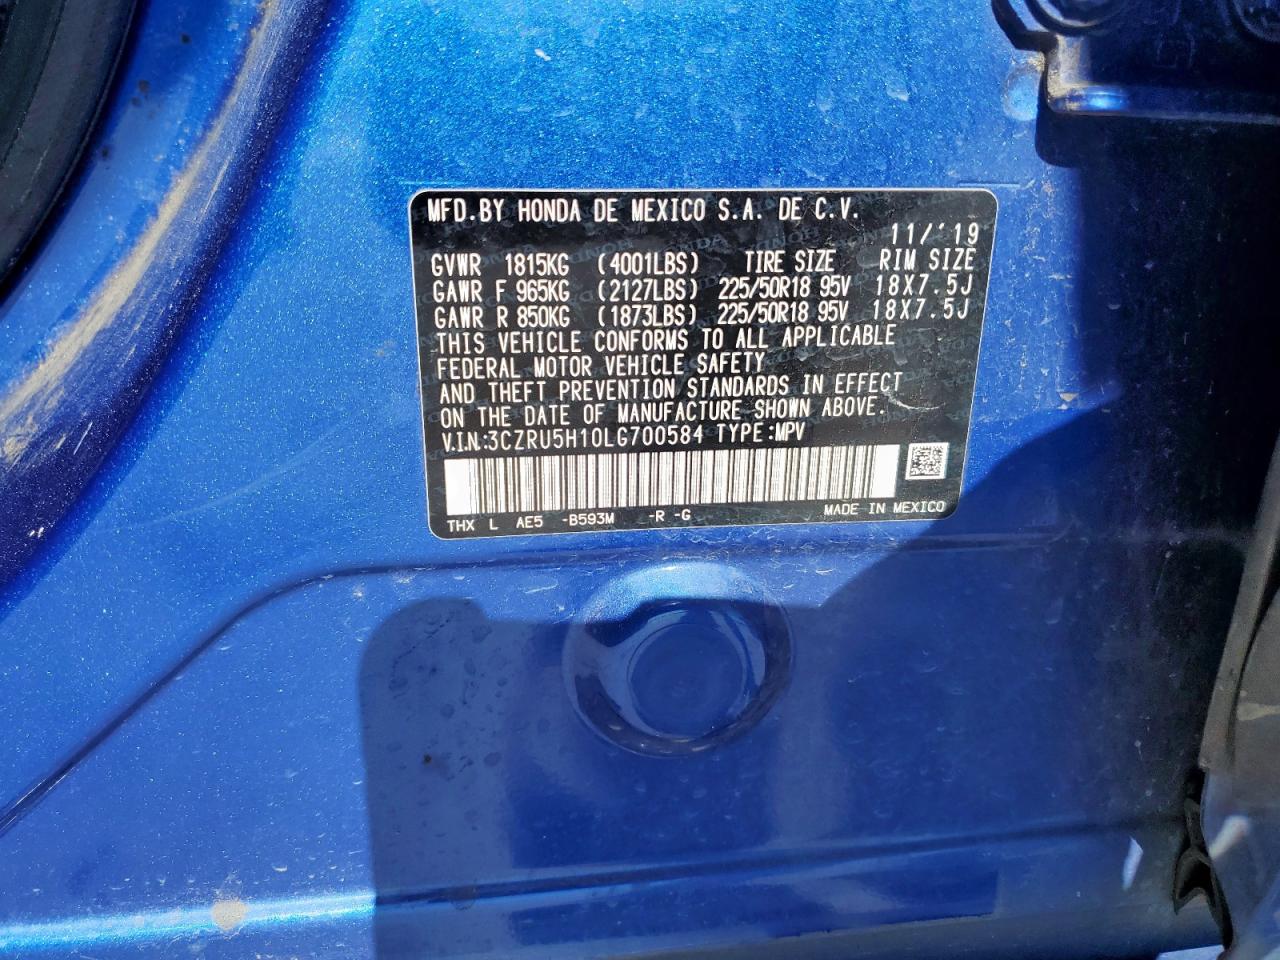 MFD.BY HONDA DE MEXICO S.A. DE C.V.
11/'19
GVWR 1815KG (4001LBS) TIRE SIZE RIM SIZE
GAWR F 965KG (2127LBS) 225/50R18 95V 18X7.5J
GAWR R 850KG (1873LBS) 225/50R18 95V 18X7.5J
THIS VEHICLE CONFORMS TO ALL APPLICABLE
FEDERAL MOTOR VEHICLE SAFETY
AND THEFT PREVENTION STANDARDS IN EFFECT
ON THE DATE OF MANUFACTURE SHOWN ABOVE.
V.I.N:3CZRU5H10LG700584 TYPE:MPV
THX L AE5 -B593M -R -G MADE IN MEXICO